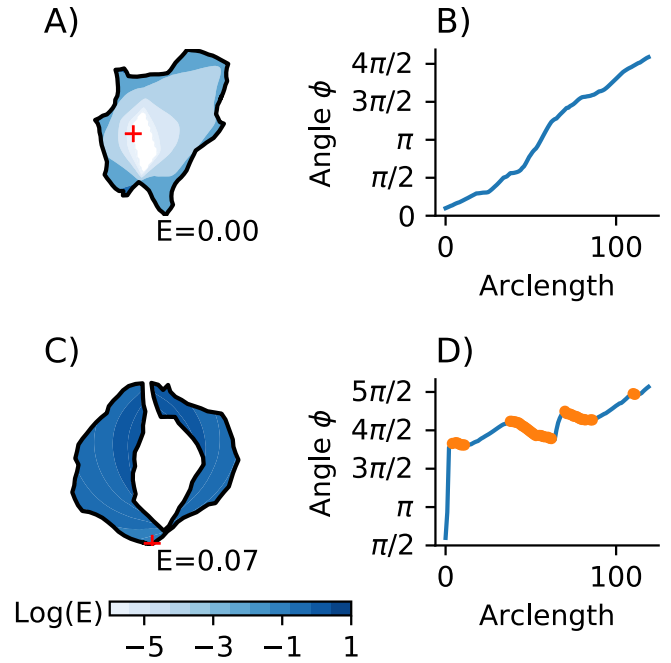 A)
E=0.00
B)
Angle ϕ
4π/2
3π/2
π
π/2
0
0
100
Arclength
C)
E=0.07
Log(E)
−5
−3
−1
1
D)
Angle ϕ
5π/2
4π/2
3π/2
π
π/2
0
100
Arclength